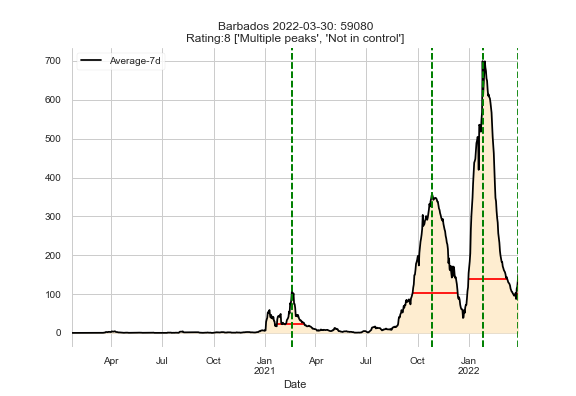 Barbados 2022-03-30: 59080
Rating:8 ['Multiple peaks', 'Not in control']
Average-7d
700
600
500
400
300
200
100
0
Apr Jul Oct Jan Apr Jul Oct Jan
2021 2022
Date